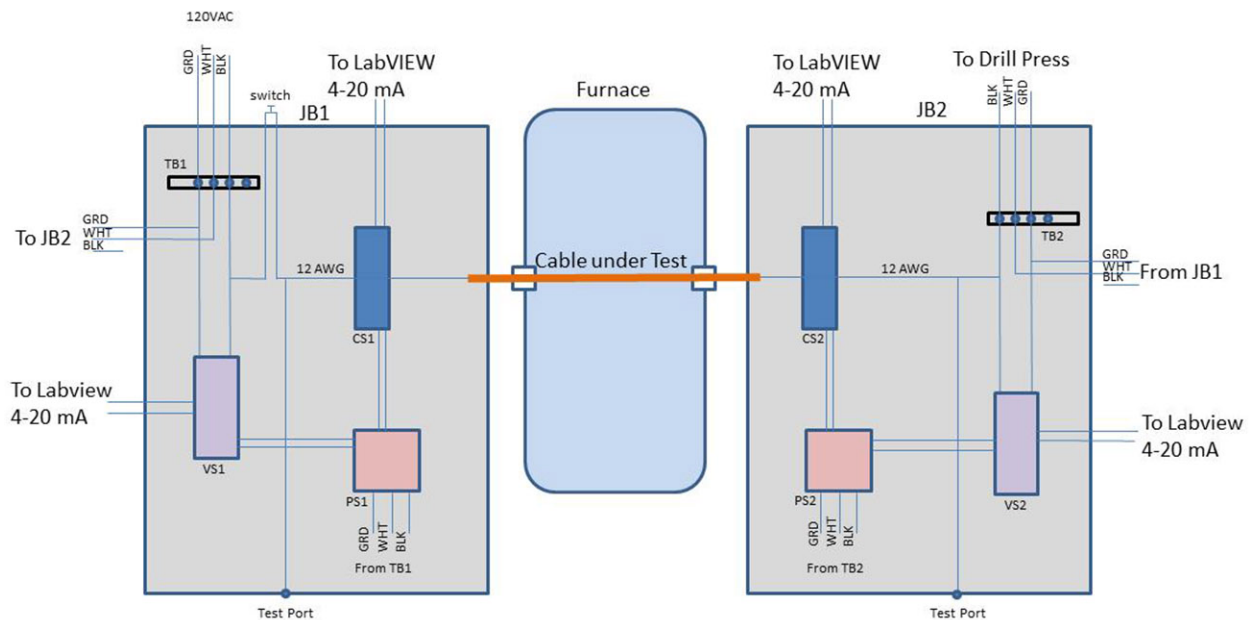 120VAC
GRD
WHT
BLK
switch
To LabVIEW
4-20 mA
JB1
TB1
GRD
To JB2
WHT
BLK
12 AWG
CS1
To Labview
4-20 mA
VS1
PS1
GRD
WHT
BLK
From TB1
Test Port
Furnace
Cable under Test
To LabVIEW
4-20 mA
To Drill Press
BLK
WHT
GRD
JB2
TB2
GRD
WHT
BLK
From JB1
12 AWG
CS2
To Labview
4-20 mA
VS2
PS2
GRD
WHT
BLK
From TB2
Test Port